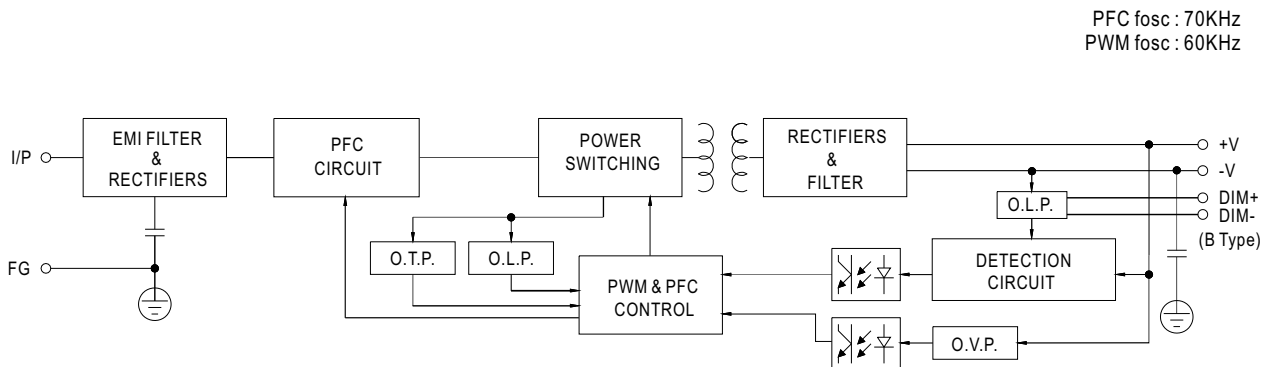 PFC fosc : 70KHz
PWM fosc : 60KHz
I/P
EMI FILTER
&
RECTIFIERS
PFC
CIRCUIT
POWER
SWITCHING
RECTIFIERS
&
FILTER
+V
-V
O.L.P.
DIM+
DIM-
(B Type)
FG
O.T.P.
O.L.P.
PWM & PFC
CONTROL
DETECTION
CIRCUIT
O.V.P.